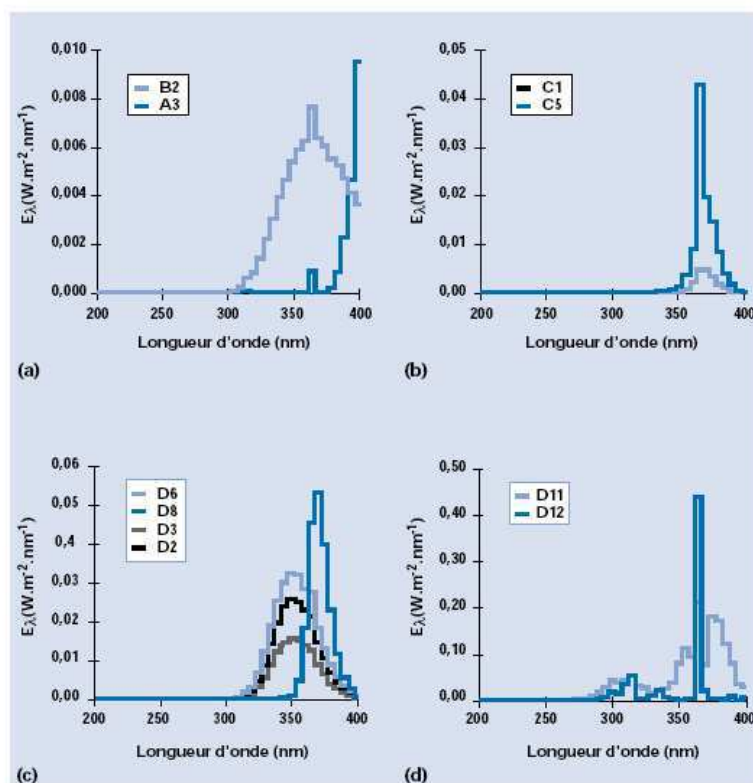 0,010
0,008
0,006
0,004
0,002
0,000
Eλ(W.m-2.nm-1)
B2
A3
200 250 300 350 400
Longueur d'onde (nm)
(a)
0,05
0,04
0,03
0,02
0,01
0,00
Eλ(W.m-2.nm-1)
C1
C5
200 250 300 350 400
Longueur d'onde (nm)
(b)
0,06
0,05
0,4
0,03
0,02
0,01
0,00
Eλ(W.m-2.nm-1)
D6
D8
D3
D2
200 250 300 350 400
Longueur d'onde (nm)
(c)
0,50
0,40
0,30
0,20
0,10
0,00
Eλ(W.m-2.nm-1)
D11
D12
200 250 300 350 400
Longueur d'onde (nm)
(d)